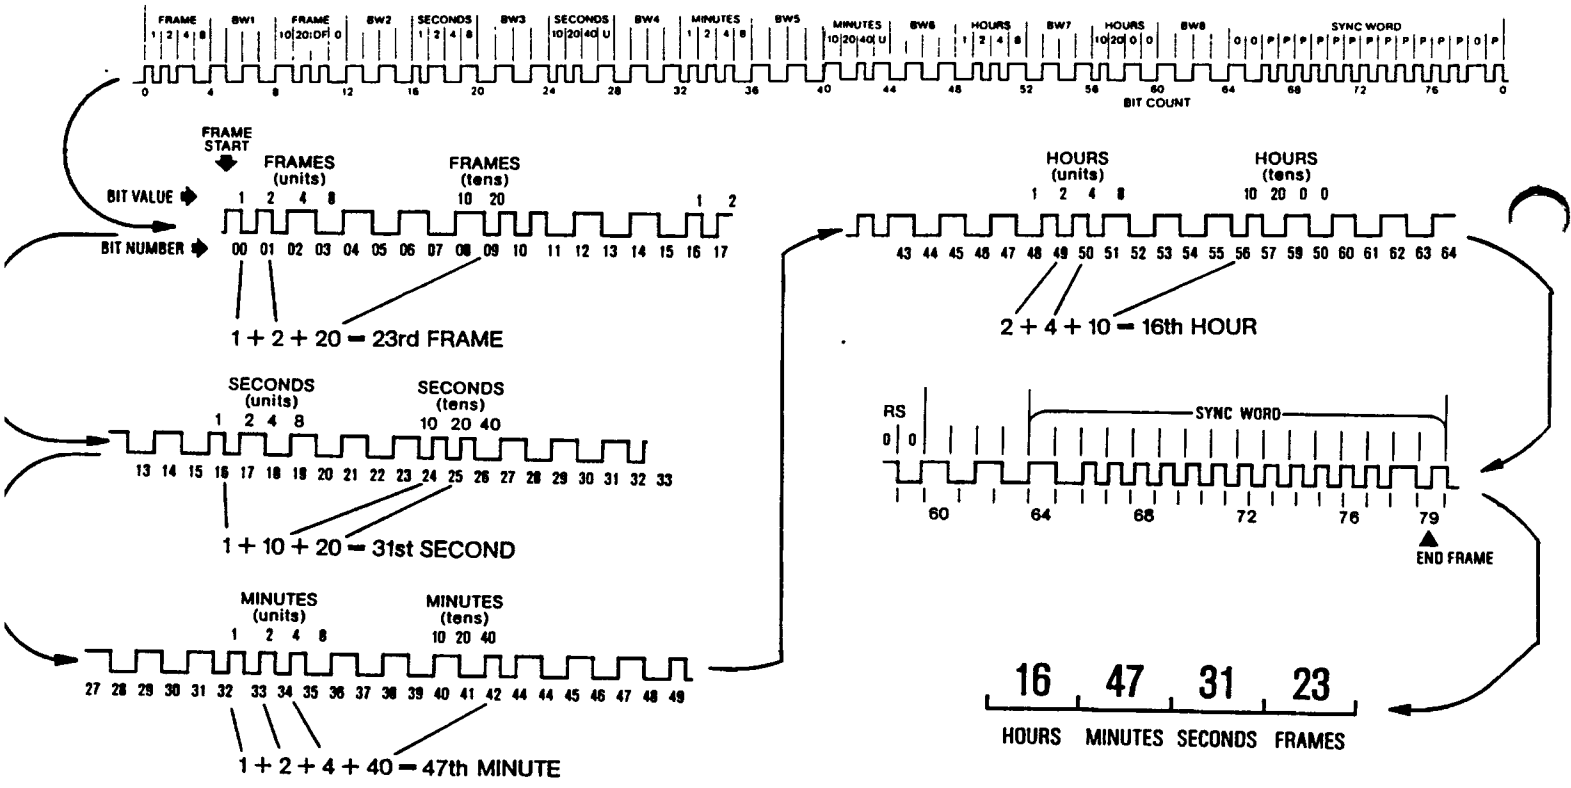 FRAME BW1 FRAME BW2 SECONDS BW3 SECONDS BW4 MINUTES BW5 MINUTES BW6 HOURS BW7 HOURS BW8 SYNC WORD
1 2 4 8 10 20 DF 0 1 2 4 8 10 20 40 U 1 2 4 8 10 20 40 U 1 2 4 8 10 20 0 0 0 0 P P P P P P P P P P P P 0 P
0 4 8 12 16 20 24 28 32 36 40 44 48 52 56 60 64 68 72 76 0
BIT COUNT
FRAME
START
FRAMES
(units)
FRAMES
(tens)
BIT VALUE 1 2 4 8 10 20 1 2
BIT NUMBER 00 01 02 03 04 05 06 07 08 09 10 11 12 13 14 15 16 17
1 + 2 + 20 = 23rd FRAME
SECONDS
(units)
SECONDS
(tens)
1 2 4 8 10 20 40
13 14 15 16 17 18 19 20 21 22 23 24 25 26 27 28 29 30 31 32 33
1 + 10 + 20 = 31st SECOND
MINUTES
(units)
MINUTES
(tens)
1 2 4 8 10 20 40
27 28 29 30 31 32 33 34 35 36 37 38 39 40 41 42 44 44 45 46 47 48 49
1 + 2 + 4 + 40 = 47th MINUTE
HOURS
(units)
HOURS
(tens)
1 2 4 8 10 20 0 0
43 44 45 46 47 48 49 50 51 52 53 54 55 56 57 59 50 60 61 62 63 64
2 + 4 + 10 = 16th HOUR
RS
0 0
SYNC WORD
60 64 68 72 76 79
END FRAME
16 47 31 23
HOURS MINUTES SECONDS FRAMES